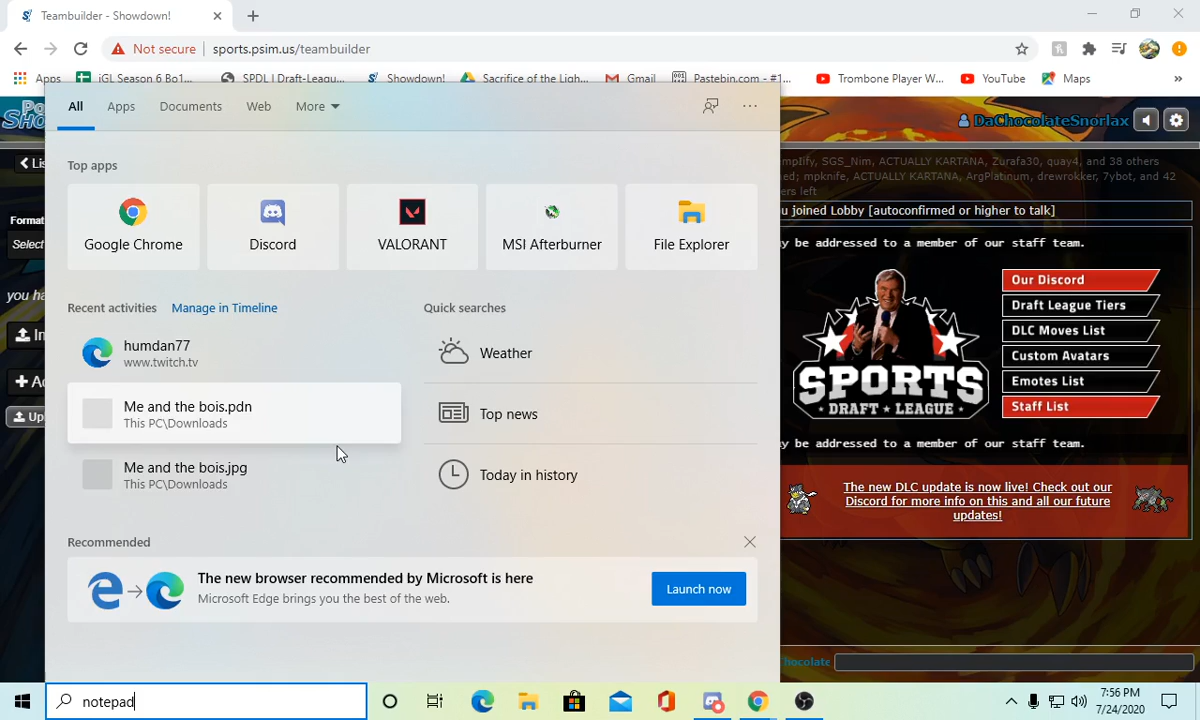 Teambuilder - Showdown!
Not secure
sports.psim.us/teambuilder
Apps
iGL Season 6 Bo1...
SPDL | Draft-Leagu...
Showdown!
Sacrifice of the Ligh...
Gmail
Pastebin.com - #1...
Trombone Player W...
YouTube
Maps
»
All
Apps
Documents
Web
More
Top apps
Google Chrome
Discord
VALORANT
MSI Afterburner
File Explorer
Recent activities
Manage in Timeline
humdan77
www.twitch.tv
Me and the bois.pdn
This PC\Downloads
Me and the bois.jpg
This PC\Downloads
Quick searches
Weather
Top news
Today in history
Recommended
The new browser recommended by Microsoft is here
Microsoft Edge brings you the best of the web.
Launch now
Format
Select
you ha
DaChocolateSnorlax
SGS_Nim, ACTUALLY KARTANA, Zurafa30, quay4, and 38 others
mpknife, ACTUALLY KARTANA, ArgPlatinum, drewrokker, 7ybot, and 42
left
u joined Lobby [autoconfirmed or higher to talk]
y be addressed to a member of our staff team.
SPORTS
DRAFT LEAGUE
Our Discord
Draft League Tiers
DLC Moves List
Custom Avatars
Emotes List
Staff List
y be addressed to a member of our staff team.
The new DLC update is now live! Check out our
Discord for more info on this and all our future
updates!
hocolate
notepad
7:56 PM
7/24/2020